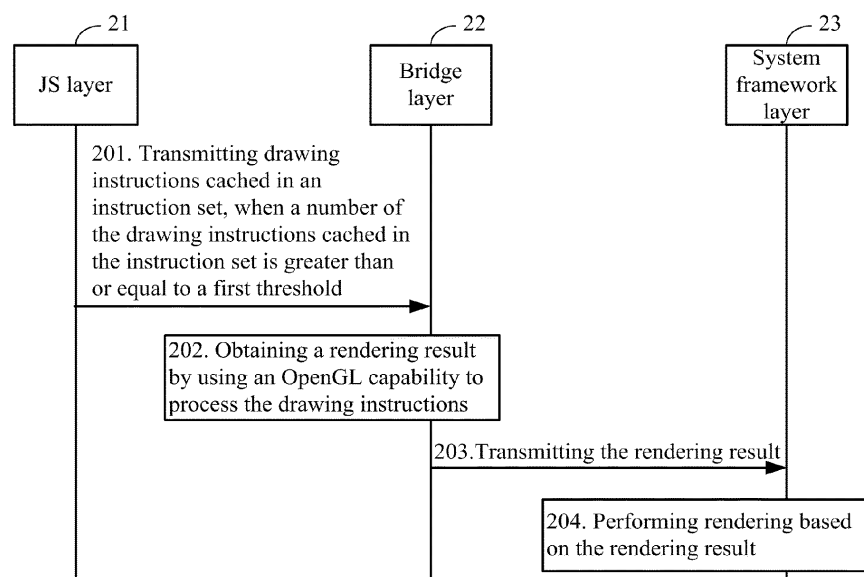 21
22
23
JS layer
Bridge
layer
System
framework
layer
201. Transmitting drawing
instructions cached in an
instruction set, when a number of
the drawing instructions cached in
the instruction set is greater than
or equal to a first threshold
202. Obtaining a rendering result
by using an OpenGL capability to
process the drawing instructions
203.Transmitting the rendering result
204. Performing rendering based
on the rendering result